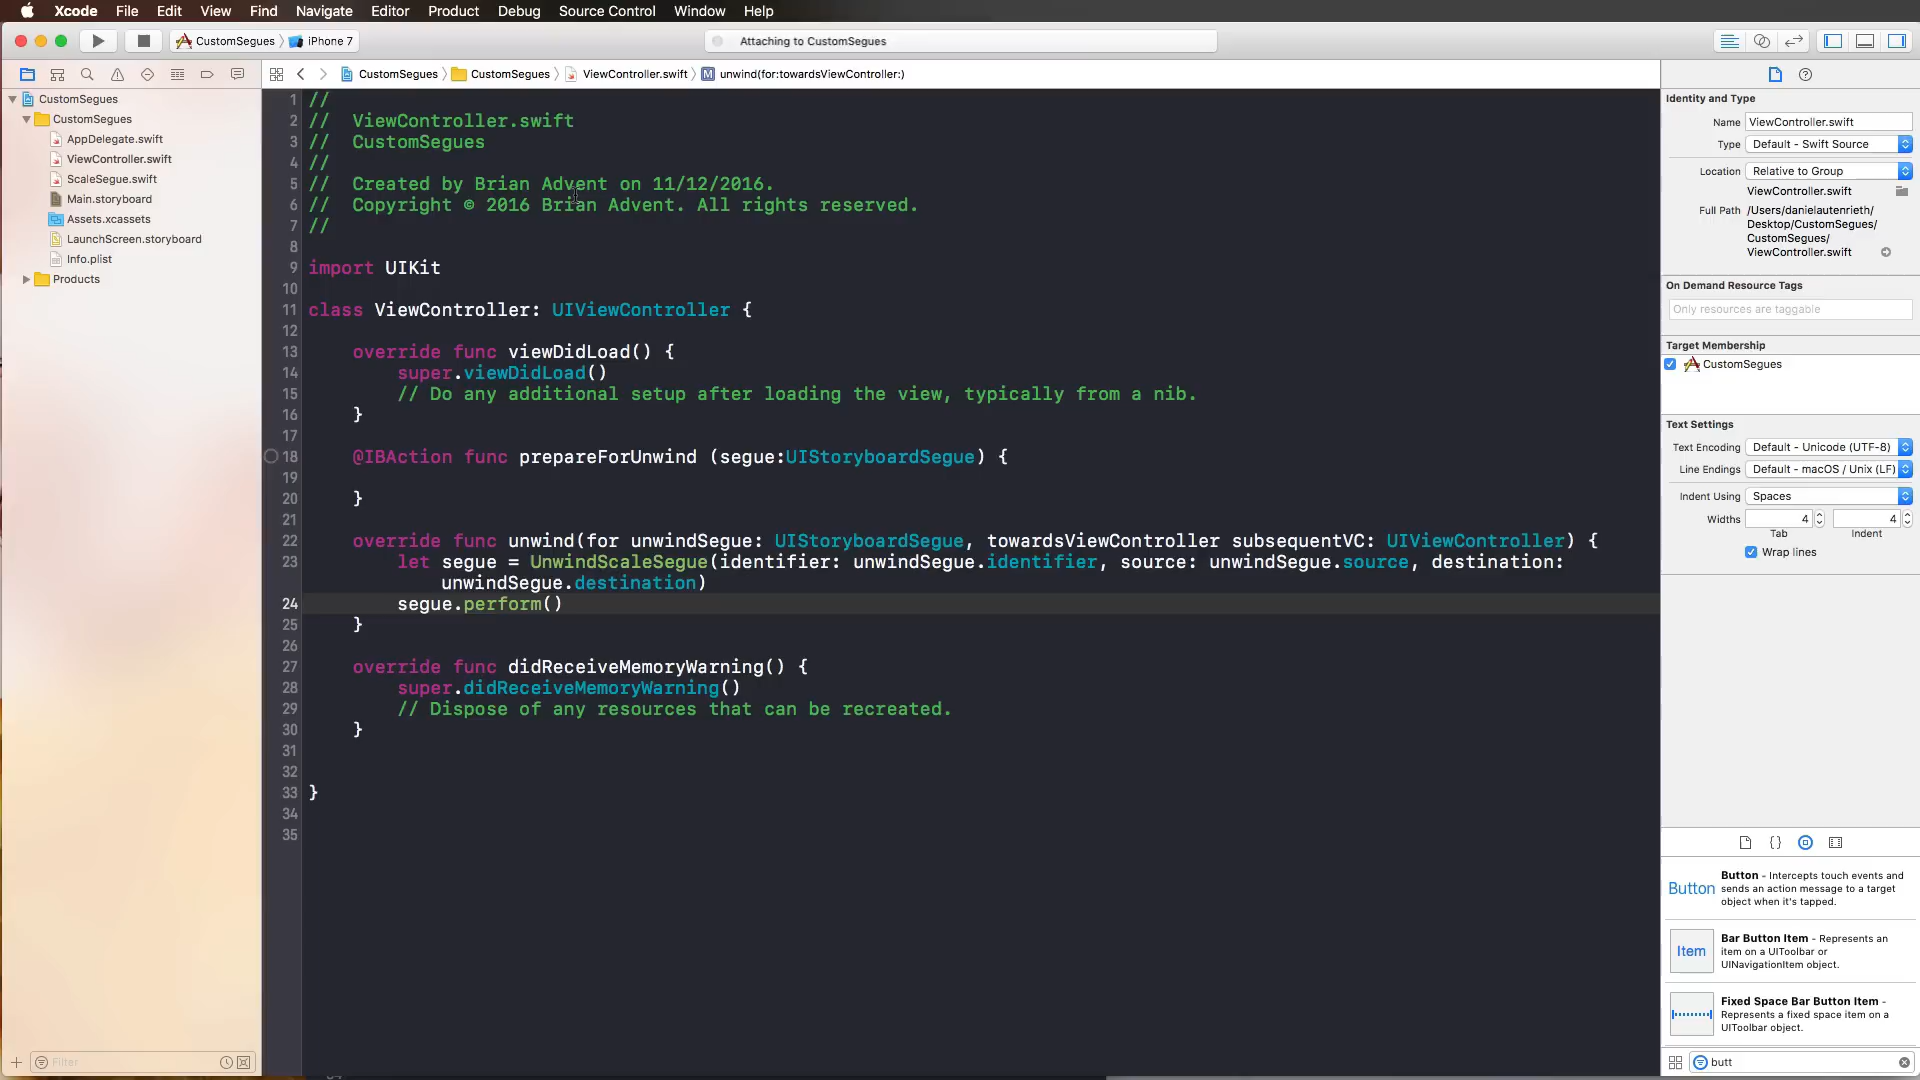 Xcode File Edit View Find Navigate Editor Product Debug Source Control Window Help
CustomSegues iPhone 7
Attaching to CustomSegues
CustomSegues
CustomSegues
AppDelegate.swift
ViewController.swift
ScaleSegue.swift
Main.storyboard
Assets.xcassets
LaunchScreen.storyboard
Info.plist
Products
Filter
CustomSegues CustomSegues ViewController.swift M unwind(for:towardsViewController:)
1 //
2 // ViewController.swift
3 // CustomSegues
4 //
5 // Created by Brian Advent on 11/12/2016.
6 // Copyright © 2016 Brian Advent. All rights reserved.
7 //
8
9 import UIKit
10
11 class ViewController: UIViewController {
12
13 override func viewDidLoad() {
14 super.viewDidLoad()
15 // Do any additional setup after loading the view, typically from a nib.
16 }
17
18 @IBAction func prepareForUnwind (segue:UIStoryboardSegue) {
19
20 }
21
22 override func unwind(for unwindSegue: UIStoryboardSegue, towardsViewController subsequentVC: UIViewController) {
23 let segue = UnwindScaleSegue(identifier: unwindSegue.identifier, source: unwindSegue.source, destination:
unwindSegue.destination)
24 segue.perform()
25 }
26
27 override func didReceiveMemoryWarning() {
28 super.didReceiveMemoryWarning()
29 // Dispose of any resources that can be recreated.
30 }
31
32
33 }
34
35
Identity and Type
Name ViewController.swift
Type Default - Swift Source
Location Relative to Group
ViewController.swift
Full Path /Users/danielautenrieth/
Desktop/CustomSegues/
CustomSegues/
ViewController.swift
On Demand Resource Tags
Only resources are taggable
Target Membership
CustomSegues
Text Settings
Text Encoding Default - Unicode (UTF-8)
Line Endings Default - macOS / Unix (LF)
Indent Using Spaces
Widths 4 4
Tab Indent
Wrap lines
{}
Button
Button - Intercepts touch events and
sends an action message to a target
object when it's tapped.
Item
Bar Button Item - Represents an
item on a UIToolbar or
UINavigationItem object.
Fixed Space Bar Button Item -
Represents a fixed space item on a
UIToolbar object.
butt